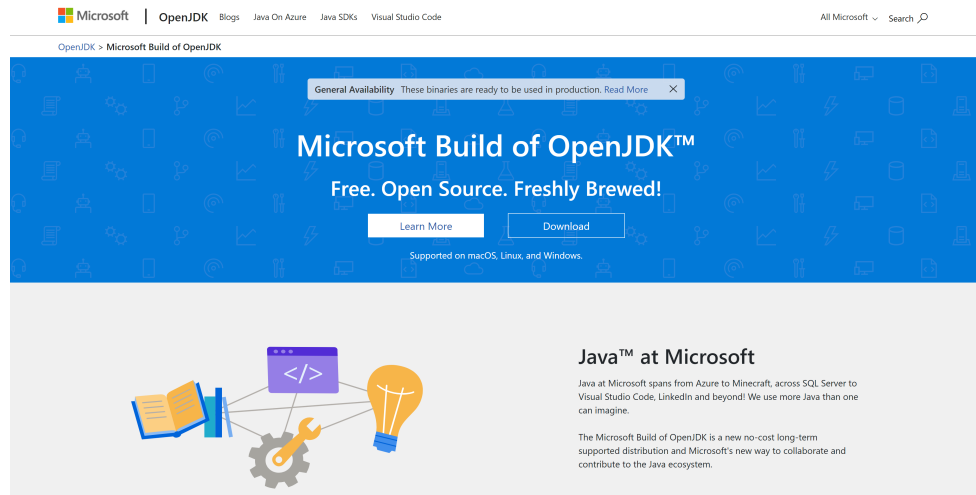 Microsoft | OpenJDK Blogs Java On Azure Java SDKs Visual Studio Code All Microsoft Search
OpenJDK > Microsoft Build of OpenJDK
General Availability These binaries are ready to be used in production. Read More
Microsoft Build of OpenJDK™
Free. Open Source. Freshly Brewed!
Learn More Download
Supported on macOS, Linux, and Windows.
</>
Java™ at Microsoft
Java at Microsoft spans from Azure to Minecraft, across SQL Server to
Visual Studio Code, LinkedIn and beyond! We use more Java than one
can imagine.
The Microsoft Build of OpenJDK is a new no-cost long-term
supported distribution and Microsoft's new way to collaborate and
contribute to the Java ecosystem.